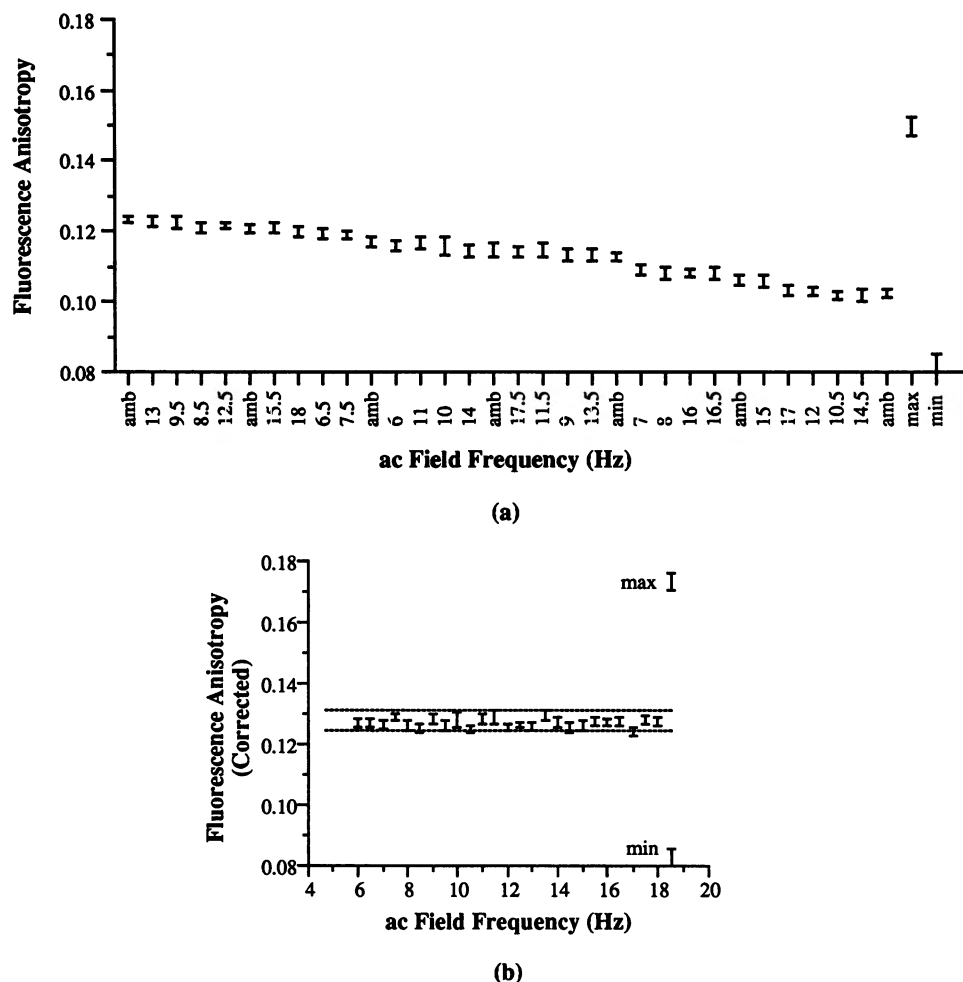 0.18
0.16
0.14
0.12
0.10
0.08
Fluorescence Anisotropy
amb 13 9.5 8.5 12.5 amb 15.5 18 6.5 7.5 amb 6 11 10 14 amb 17.5 11.5 9 13.5 amb 7 8 16 16.5 amb 15 17 12 10.5 14.5 amb max min
ac Field Frequency (Hz)
(a)
0.18
0.16
0.14
0.12
0.10
0.08
Fluorescence Anisotropy
(Corrected)
max
min
4 6 8 10 12 14 16 18 20
ac Field Frequency (Hz)
(b)